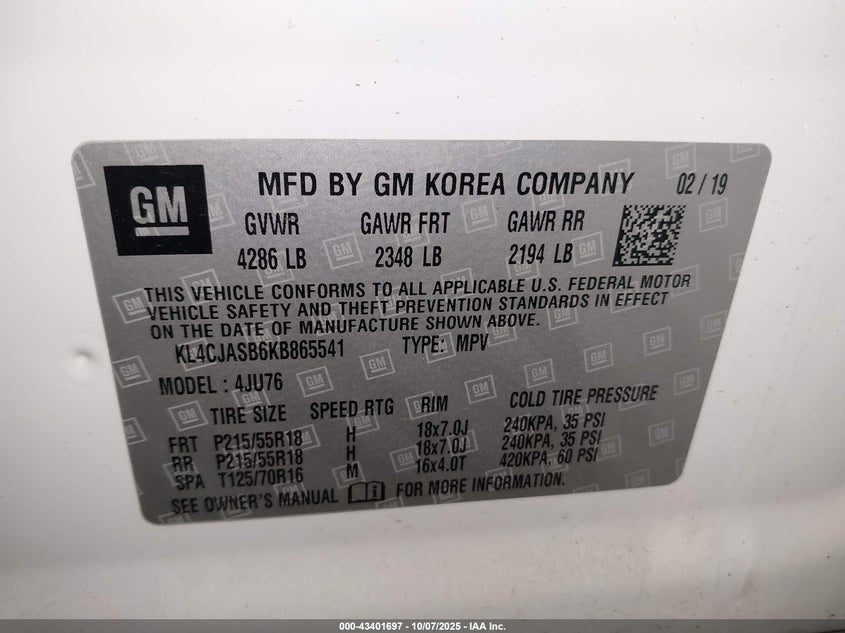 GM MFD BY GM KOREA COMPANY 02 / 19
GVWR GAWR FRT GAWR RR
4286 LB 2348 LB 2194 LB
THIS VEHICLE CONFORMS TO ALL APPLICABLE U.S. FEDERAL MOTOR
VEHICLE SAFETY AND THEFT PREVENTION STANDARDS IN EFFECT
ON THE DATE OF MANUFACTURE SHOWN ABOVE.
KL4CJASB6KB865541 TYPE: MPV
MODEL : 4JU76
TIRE SIZE SPEED RTG RIM COLD TIRE PRESSURE
FRT P215/55R18 H 18x7.0J 240KPA, 35 PSI
RR P215/55R18 H 18x7.0J 240KPA, 35 PSI
SPA T125/70R16 M 16x4.0T 420KPA, 60 PSI
SEE OWNER'S MANUAL FOR MORE INFORMATION.
000-43401697 - 10/07/2025 - IAA Inc.